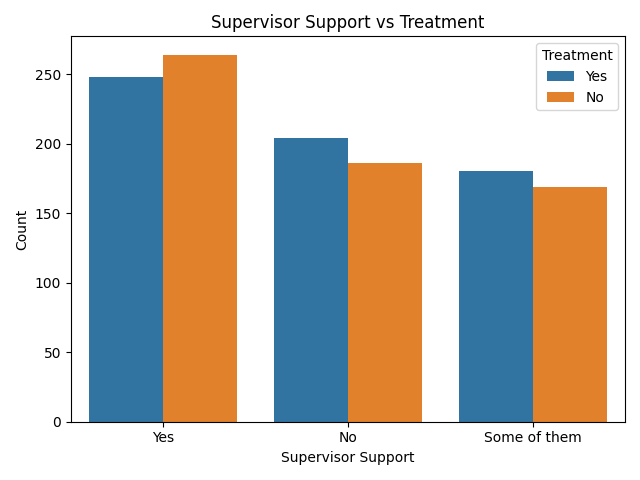 Supervisor Support vs Treatment
Treatment
Yes
No
Count
250
200
150
100
50
0
Yes
No
Some of them
Supervisor Support